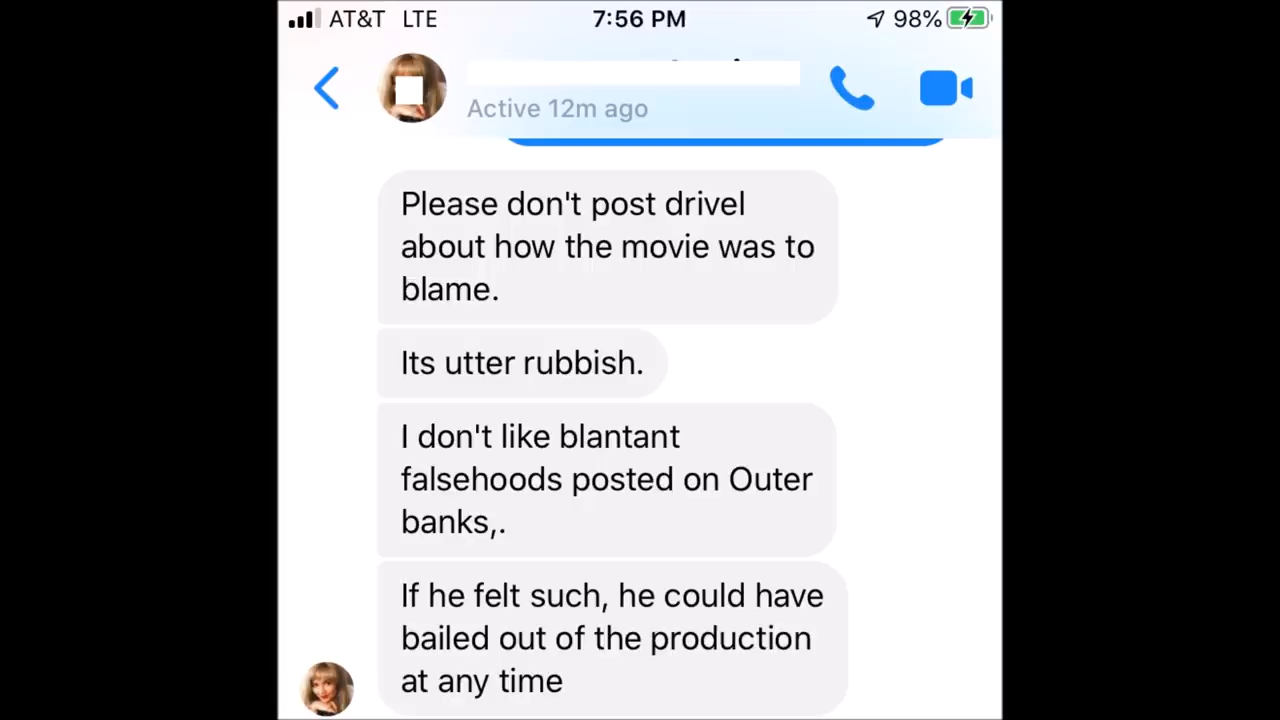 AT&T LTE 7:56 PM 98%
Active 12m ago
Please don't post drivel
about how the movie was to
blame.
Its utter rubbish.
I don't like blantant
falsehoods posted on Outer
banks,.
If he felt such, he could have
bailed out of the production
at any time